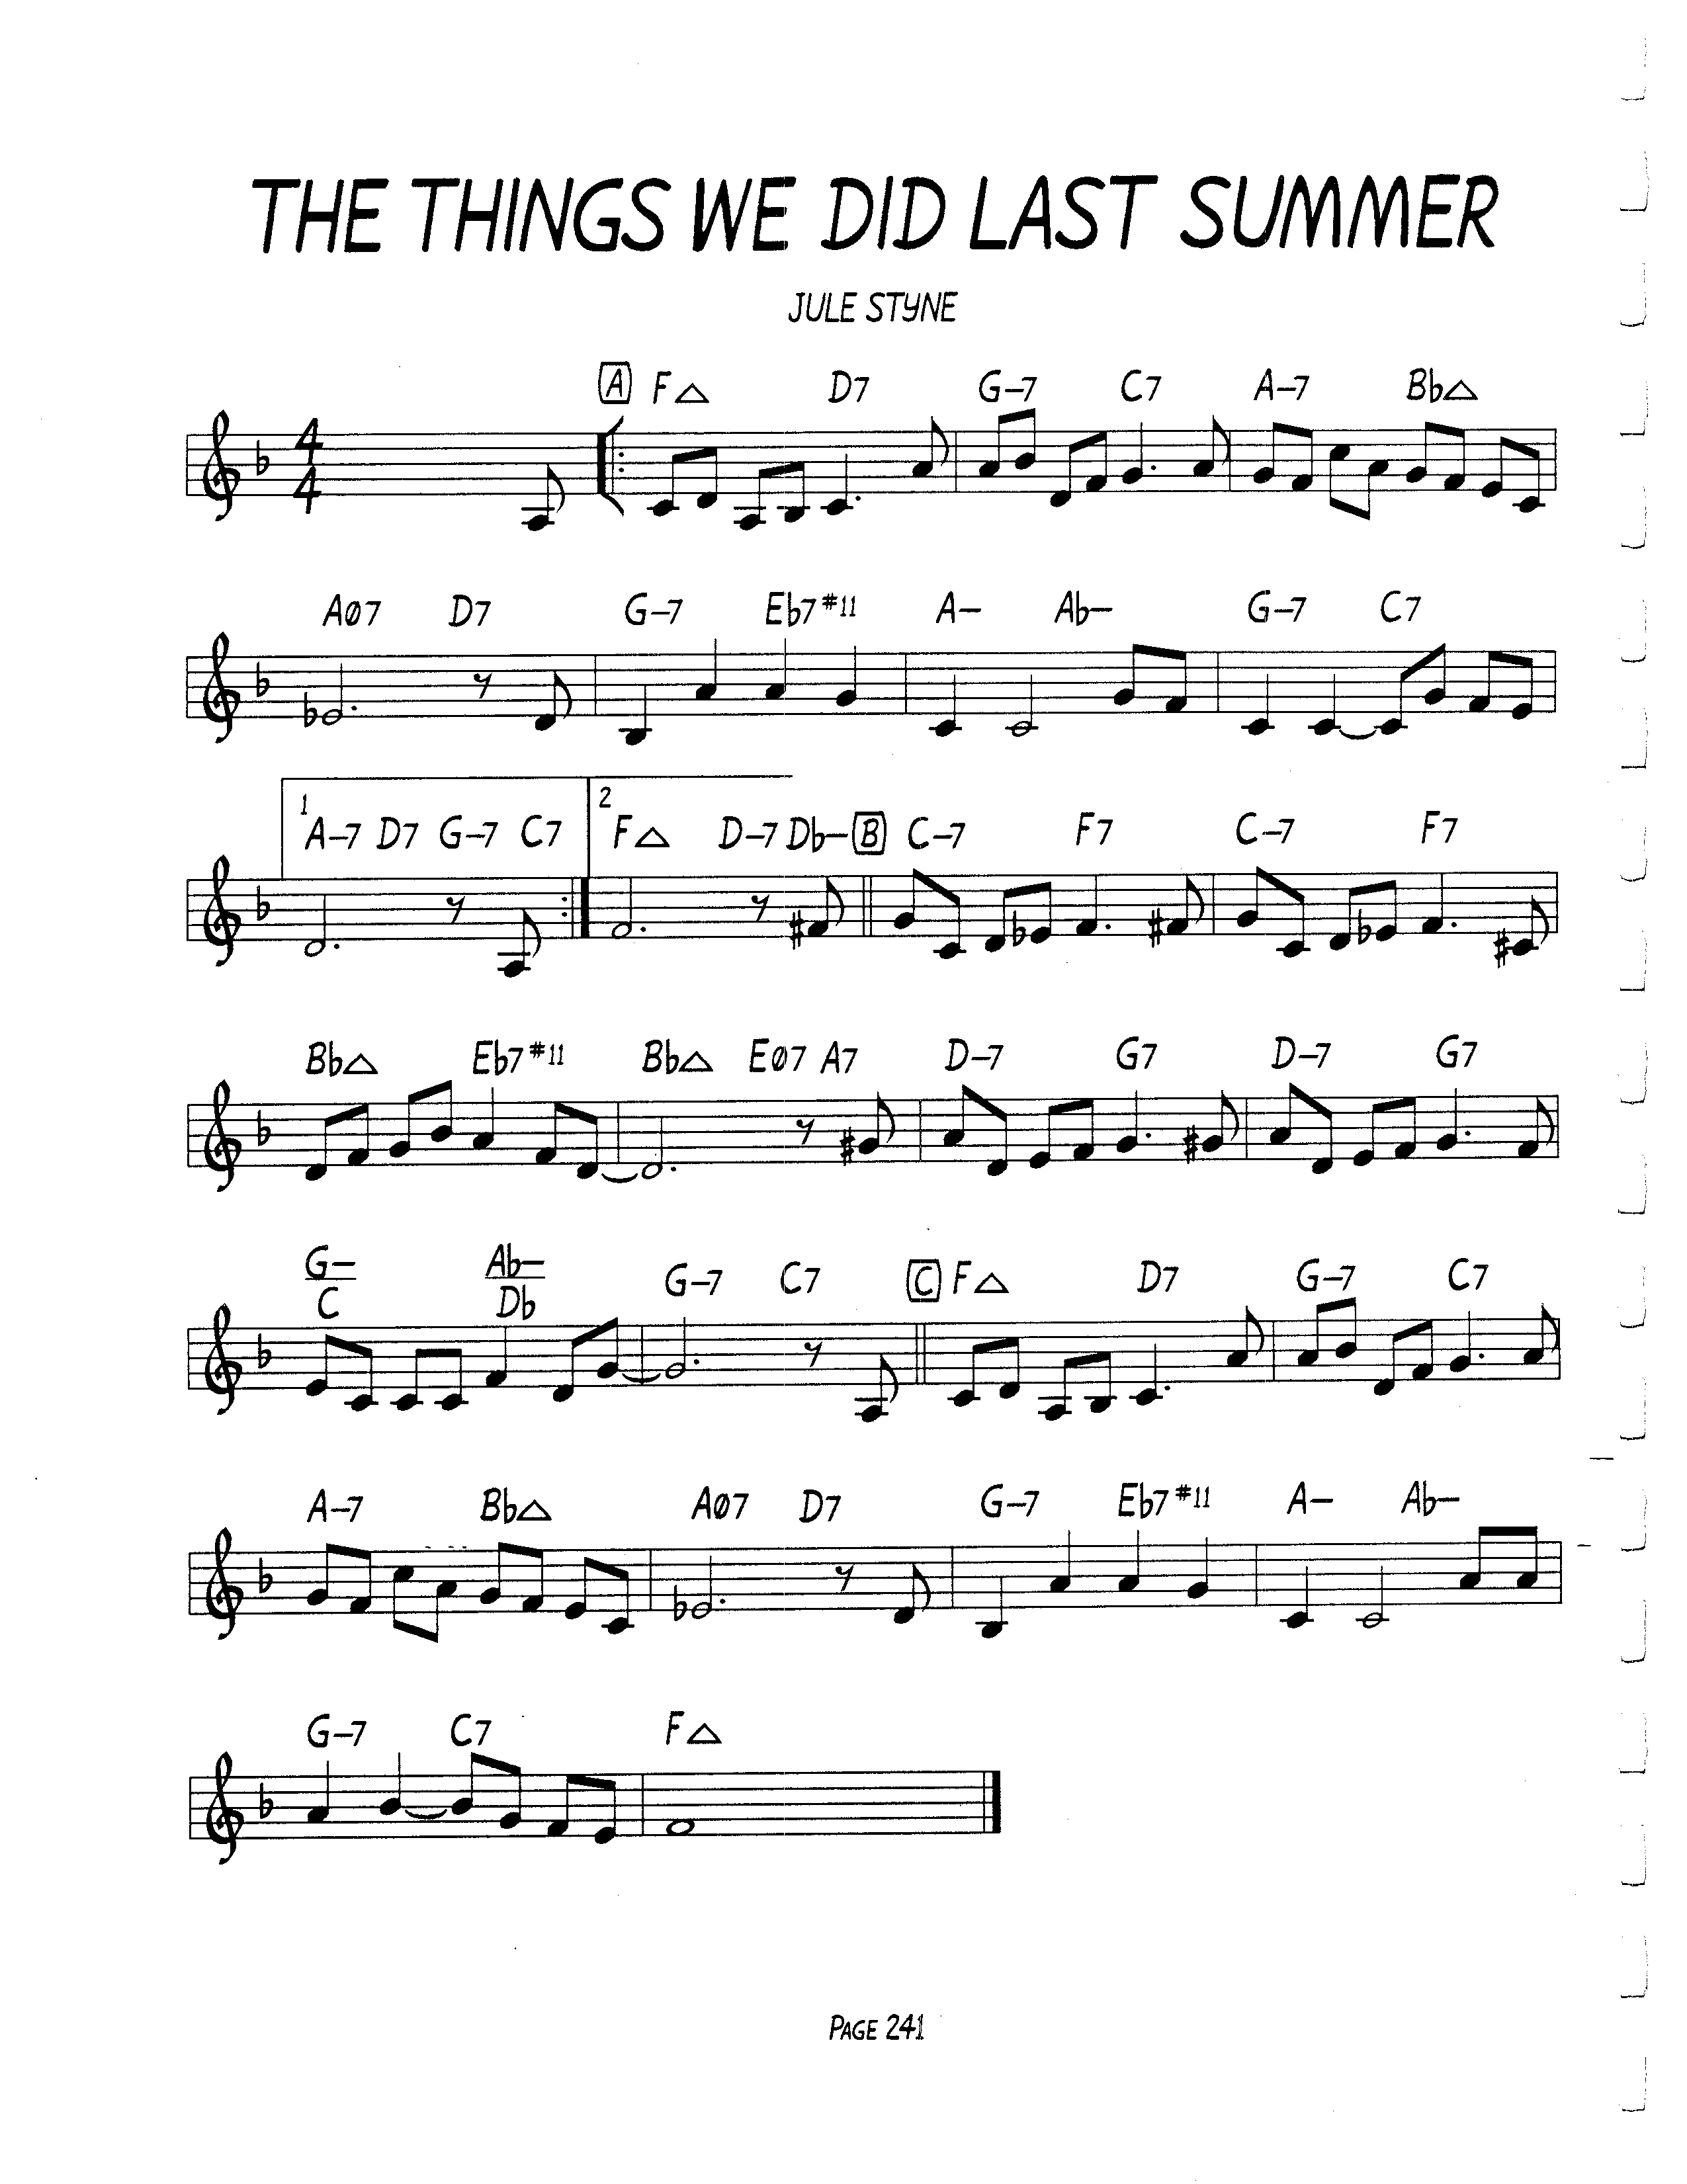 THE THINGS WE DID LAST SUMMER
JULE STYNE
A F△ D7 G-7 C7 A-7 Bb△
4
4
Aø7 D7 G-7 Eb7#11 A- Ab- G-7 C7
1 2
A-7 D7 G-7 C7 F△ D-7 Db- B C-7 F7 C-7 F7
Bb△ Eb7#11 Bb△ Eø7 A7 D-7 G7 D-7 G7
G- Ab-
C Db G-7 C7 C F△ D7 G-7 C7
A-7 Bb△ Aø7 D7 G-7 Eb7#11 A- Ab-
G-7 C7 F△
PAGE 241